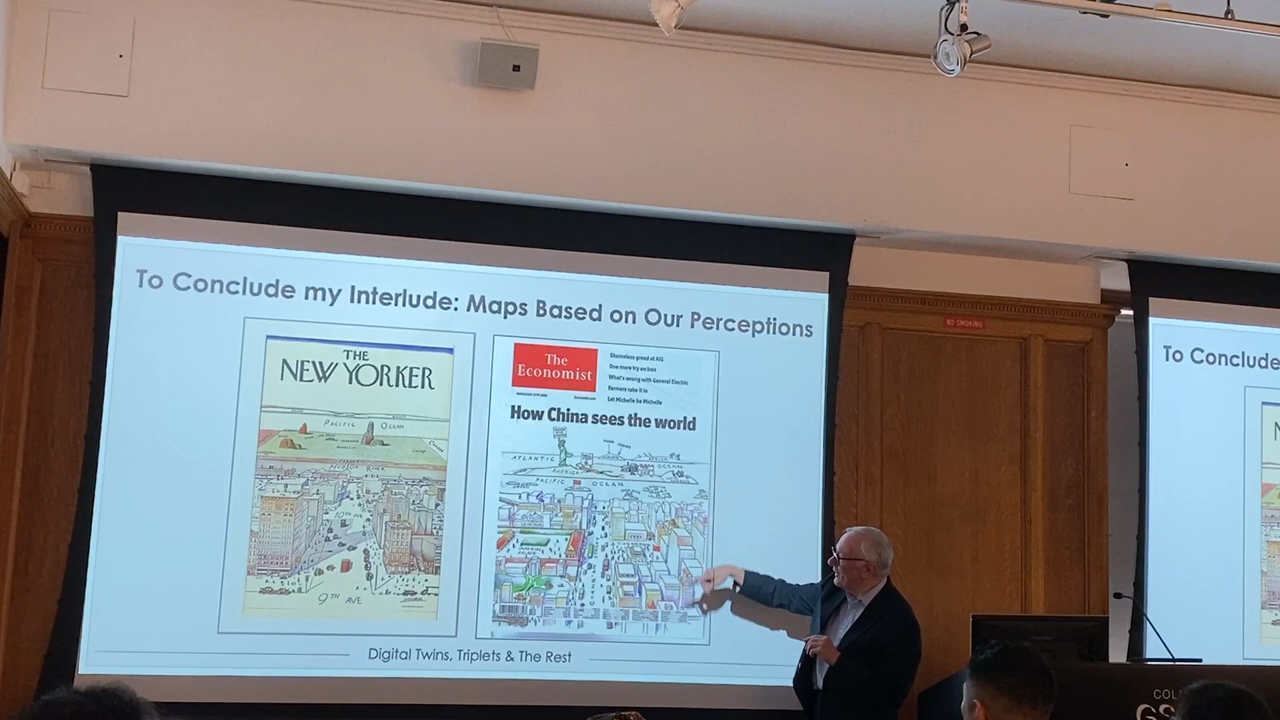 NO SMOKING
To Conclude my Interlude: Maps Based on Our Perceptions
THE
NEW YORKER
PACIFIC OCEAN
HUDSON RIVER
10TH AVE
9TH AVE
The
Economist
Shameless greed at AIG
One more try on Iran
What's wrong with General Electric
Farmers rake it in
Let Michelle be Michelle
How China sees the world
ATLANTIC OCEAN
AMERICA
PACIFIC OCEAN
Digital Twins, Triplets & The Rest
To Conclude